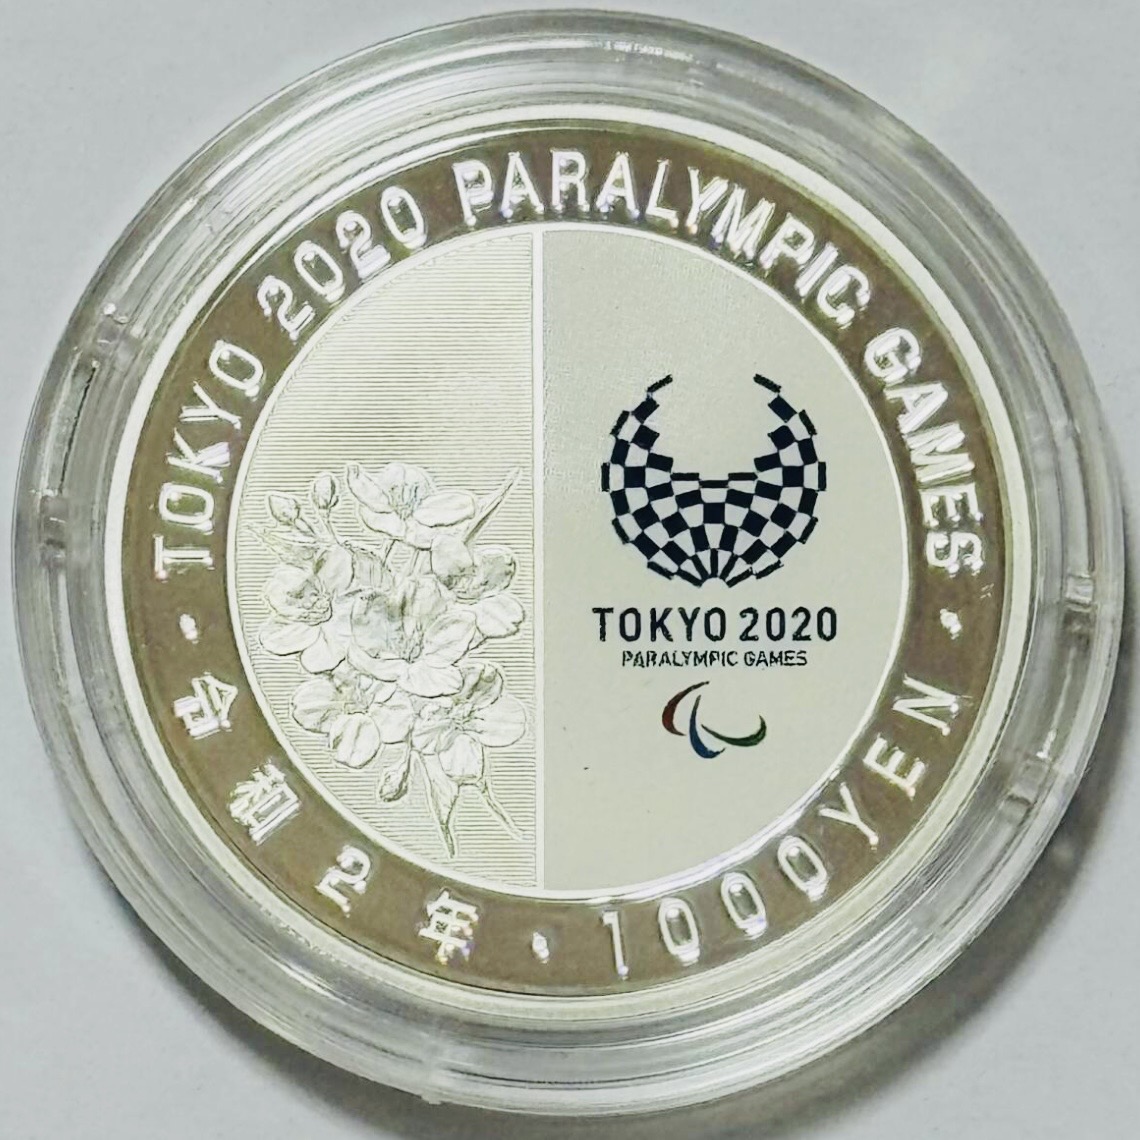 TOKYO 2020 PARALYMPIC GAMES
TOKYO 2020
PARALYMPIC GAMES
令和2年
1000YEN